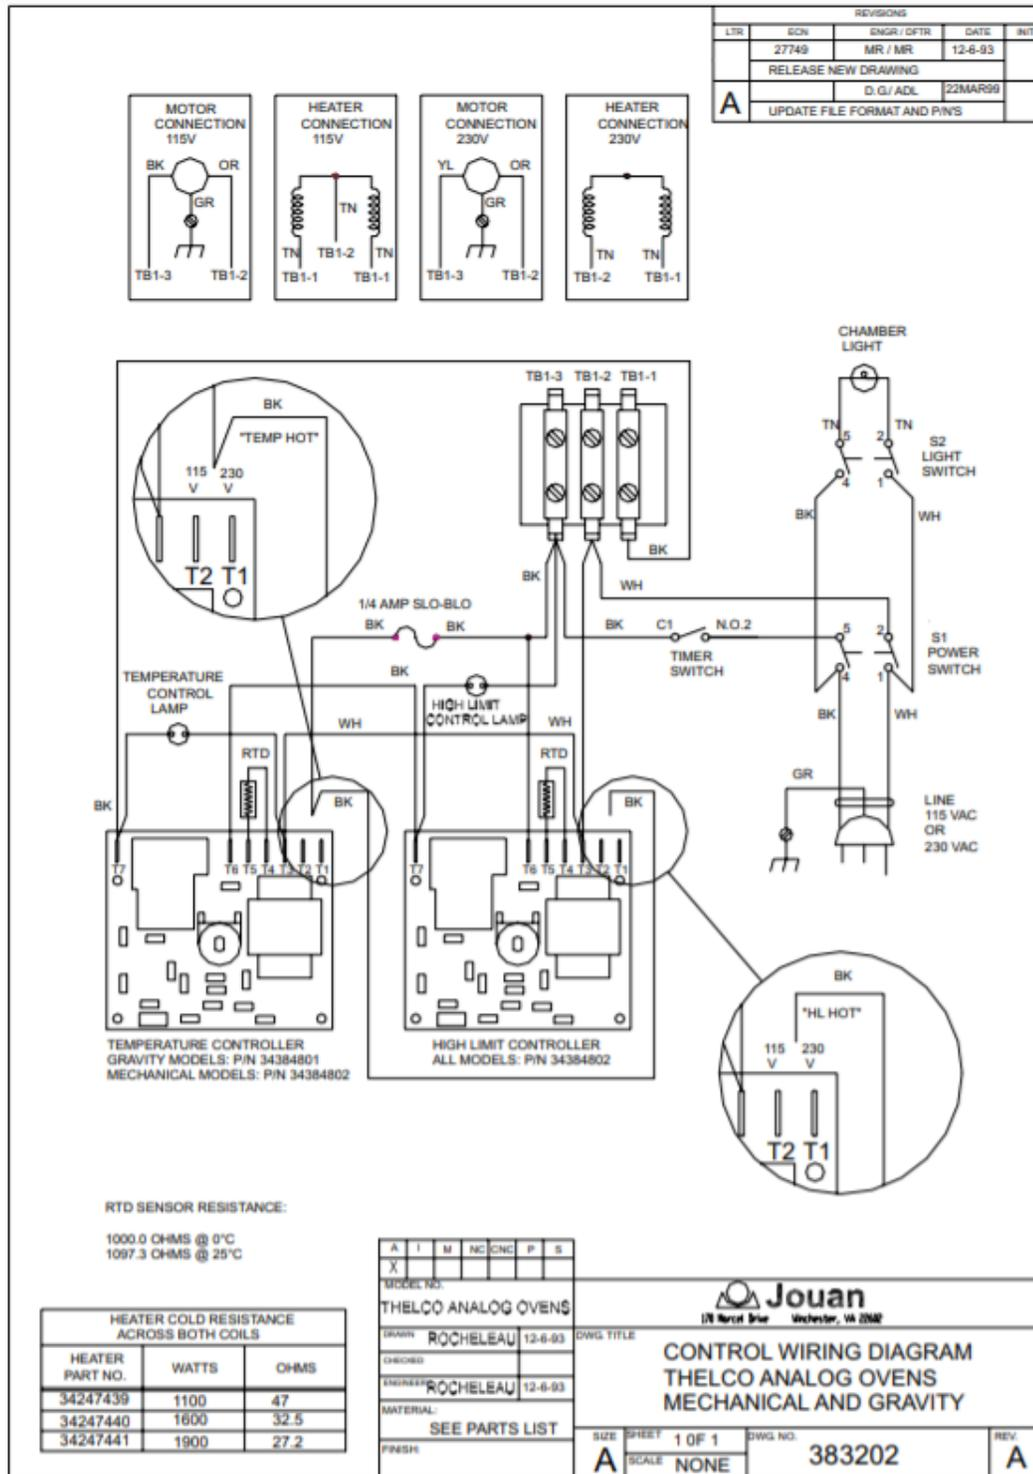 REVISIONS
LTR ECN ENGR / DFTR DATE INIT
27749 MR / MR 12-6-93
RELEASE NEW DRAWING
A D.G./ ADL 22MAR99
UPDATE FILE FORMAT AND P/N'S
MOTOR
CONNECTION
115V
BK OR
GR
TB1-3 TB1-2
HEATER
CONNECTION
115V
TN
TN TB1-2 TN
TB1-1 TB1-1
MOTOR
CONNECTION
230V
YL OR
GR
TB1-3 TB1-2
HEATER
CONNECTION
230V
TN TN
TB1-2 TB1-1
CHAMBER
LIGHT
TN 5 2 TN
S2
LIGHT
SWITCH
4 1
BK WH
TB1-3 TB1-2 TB1-1
BK
"TEMP HOT"
115 230
V V
T2 T1
BK
BK WH
1/4 AMP SLO-BLO
BK BK
BK C1 N.O.2
TIMER
SWITCH
5 2
S1
POWER
SWITCH
4 1
BK WH
TEMPERATURE
CONTROL
LAMP
BK
HIGH LIMIT
CONTROL LAMP
WH WH
RTD RTD
BK BK BK
GR
LINE
115 VAC
OR
230 VAC
T7 T6 T5 T4 T3 T2 T1
T7 T6 T5 T4 T3 T2 T1
TEMPERATURE CONTROLLER
GRAVITY MODELS: P/N 34384801
MECHANICAL MODELS: P/N 34384802
HIGH LIMIT CONTROLLER
ALL MODELS: P/N 34384802
BK
"HL HOT"
115 230
V V
T2 T1
RTD SENSOR RESISTANCE:
1000.0 OHMS @ 0°C
1097.3 OHMS @ 25°C
HEATER COLD RESISTANCE
ACROSS BOTH COILS
HEATER
PART NO. WATTS OHMS
34247439 1100 47
34247440 1600 32.5
34247441 1900 27.2
A I M NC CNC P S
X
MODEL NO.
THELCO ANALOG OVENS
DRAWN ROCHELEAU 12-6-93
CHECKED
ENGINEER ROCHELEAU 12-6-93
MATERIAL:
SEE PARTS LIST
FINISH:
Jouan
170 Marcel Drive Winchester, VA 22602
DWG TITLE
CONTROL WIRING DIAGRAM
THELCO ANALOG OVENS
MECHANICAL AND GRAVITY
SIZE A
SHEET 1 OF 1
SCALE NONE
DWG NO. 383202
REV. A